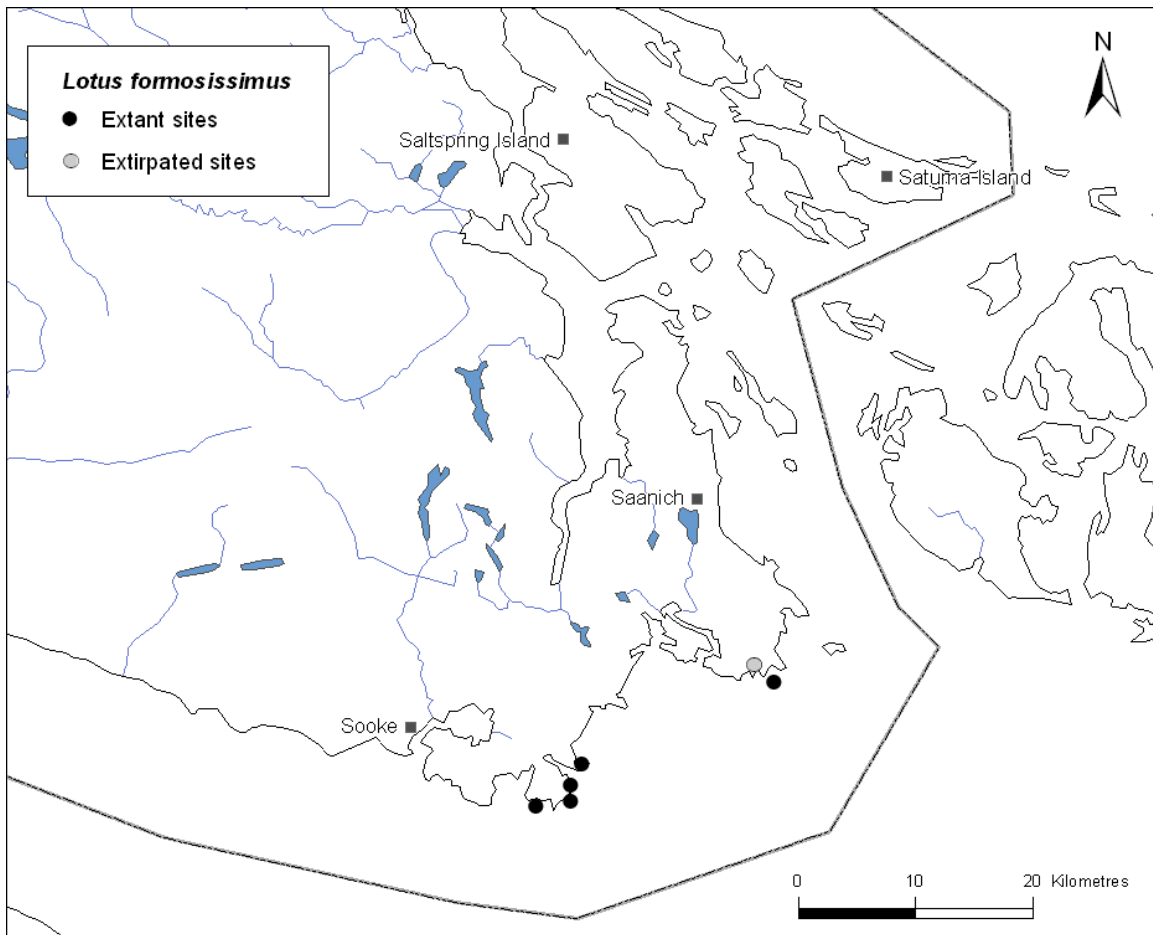 Lotus formosissimus
Extant sites
Extirpated sites
N
Saltspring Island
Saturna-Island
Saanich
Sooke
0 10 20 Kilometres